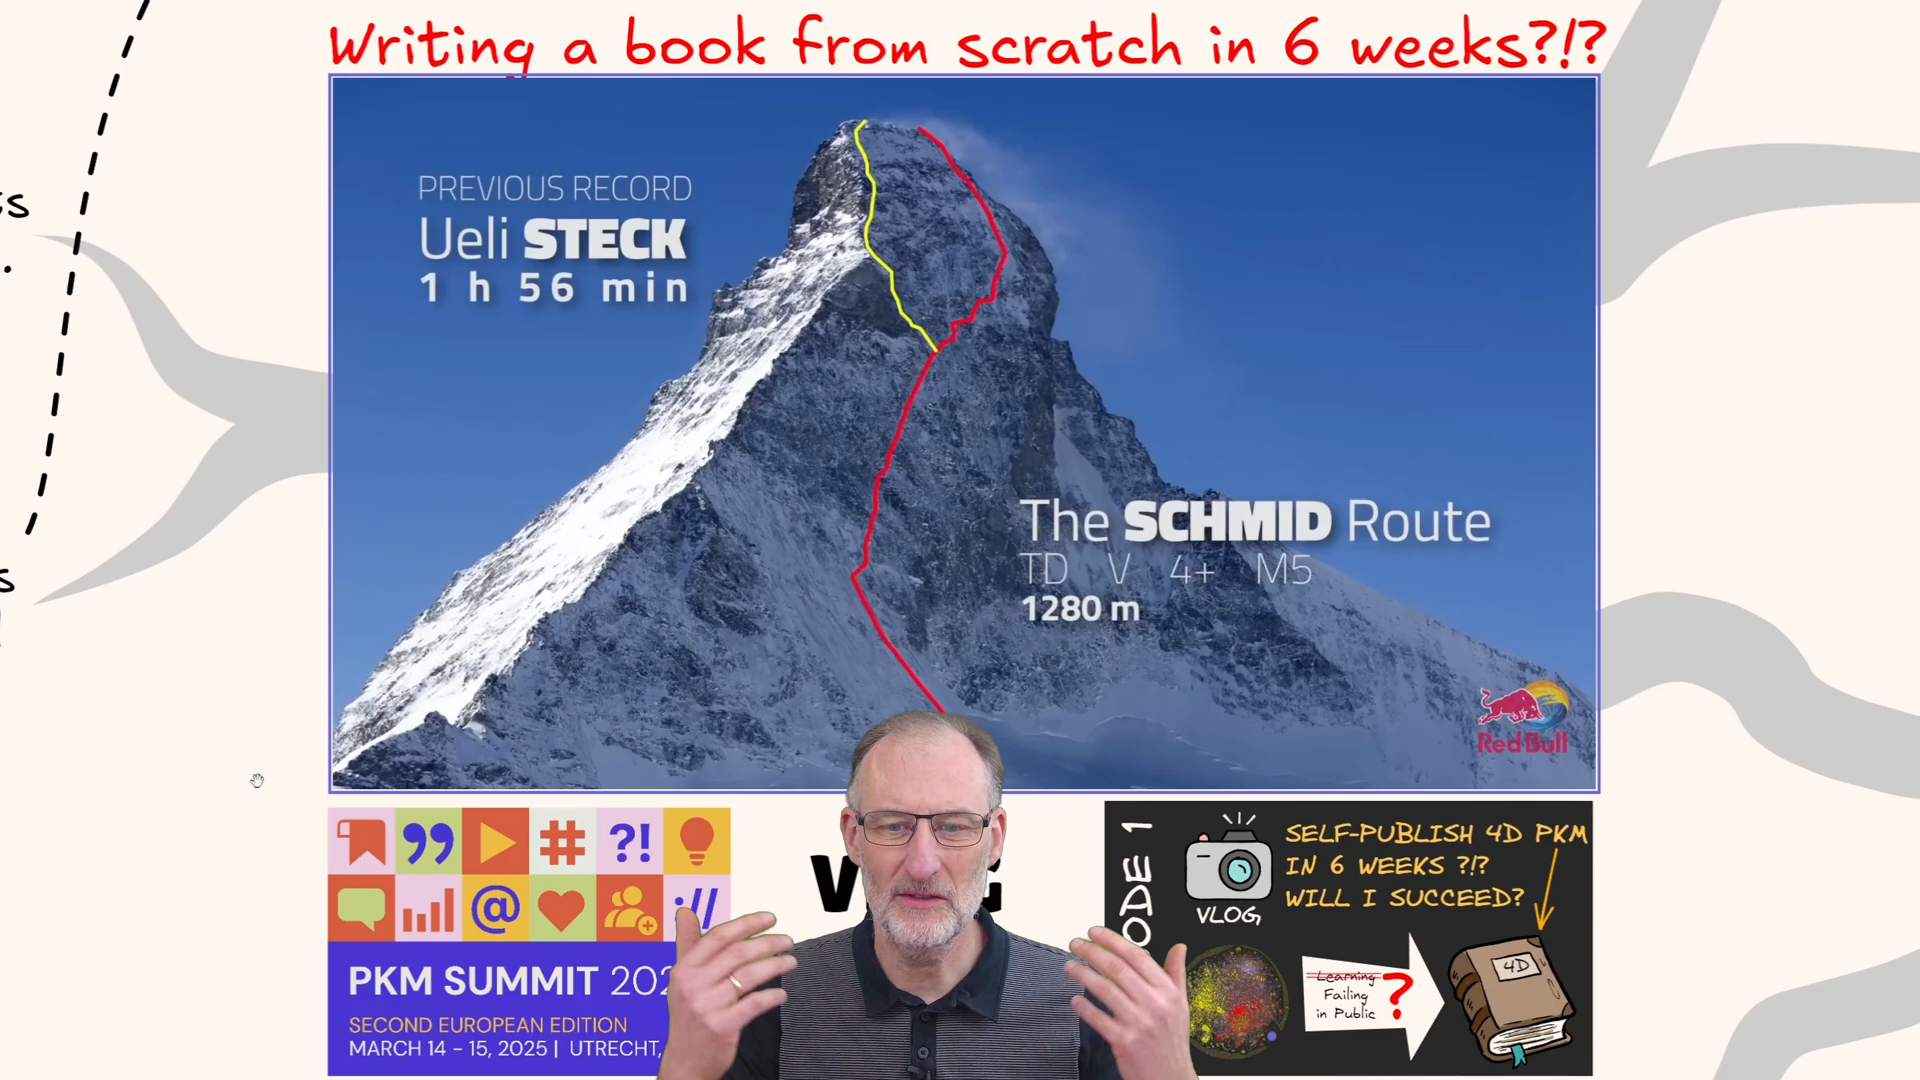 Writing a book from scratch in 6 weeks?!?
PREVIOUS RECORD
Ueli STECK
1 h 56 min
The SCHMID Route
TD V 4+ M5
1280 m
Red Bull
?!
://
PKM SUMMIT
SECOND EUROPEAN EDITION
MARCH 14 - 15, 2025 | UTRECHT,
SELF-PUBLISH 4D PKM
IN 6 WEEKS ?!?
WILL I SUCCEED?
VLOG
Learning
Failing
in Public
?
4D